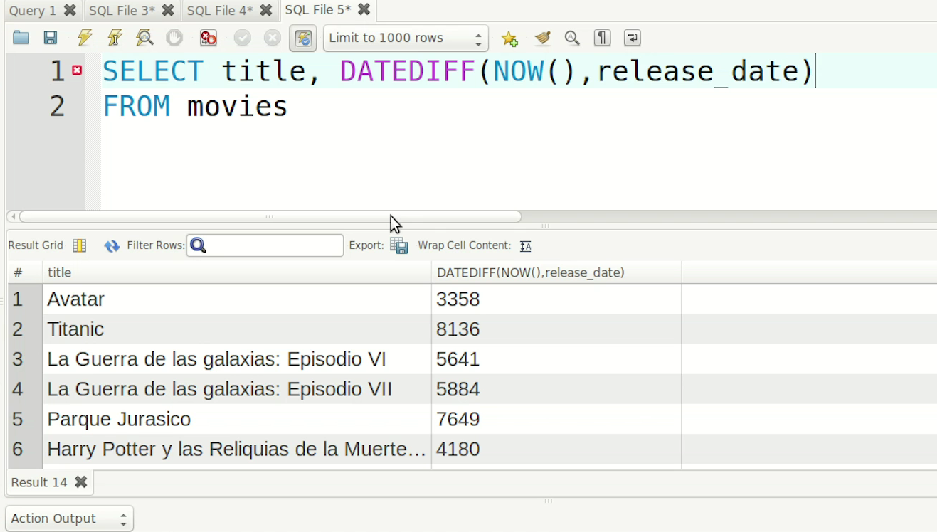 Query 1 SQL File 3* SQL File 4* SQL File 5*
Limit to 1000 rows
1 SELECT title, DATEDIFF(NOW(),release_date)
2 FROM movies
Result Grid Filter Rows: Export: Wrap Cell Content: IA
# title DATEDIFF(NOW(),release_date)
1 Avatar 3358
2 Titanic 8136
3 La Guerra de las galaxias: Episodio VI 5641
4 La Guerra de las galaxias: Episodio VII 5884
5 Parque Jurasico 7649
6 Harry Potter y las Reliquias de la Muerte... 4180
Result 14
Action Output